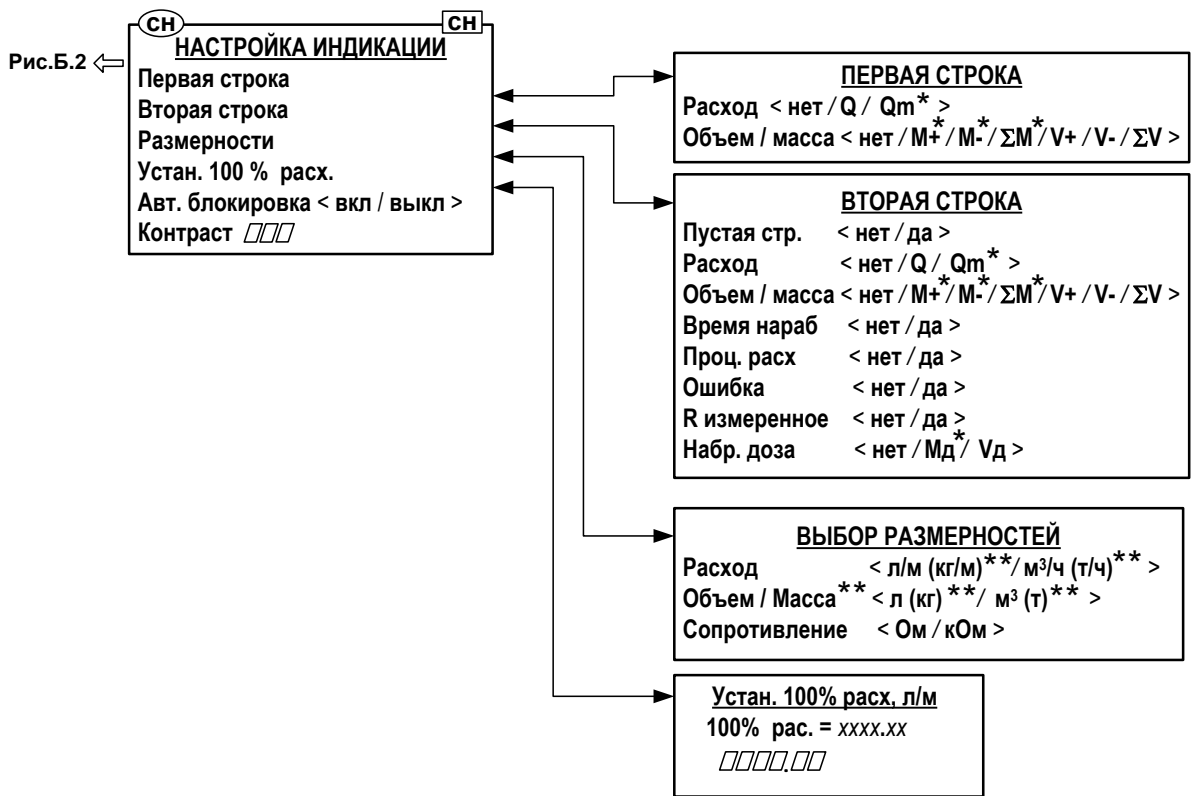 СН СН
НАСТРОЙКА ИНДИКАЦИИ
Рис.Б.2
Первая строка
Вторая строка
Размерности
Устан. 100 % расх.
Авт. блокировка < вкл / выкл >
Контраст
ПЕРВАЯ СТРОКА
Расход < нет / Q / Qm* >
Объем / масса < нет / M+* / M-* / ΣM* / V+ / V- / ΣV >
ВТОРАЯ СТРОКА
Пустая стр. < нет / да >
Расход < нет / Q / Qm* >
Объем / масса < нет / M+* / M-* / ΣM* / V+ / V- / ΣV >
Время нараб < нет / да >
Проц. расх < нет / да >
Ошибка < нет / да >
R измеренное < нет / да >
Набр. доза < нет / Mд* / Vд >
ВЫБОР РАЗМЕРНОСТЕЙ
Расход < л/м (кг/м)** / м³/ч (т/ч)** >
Объем / Масса** < л (кг) ** / м³ (т)** >
Сопротивление < Ом / кОм >
Устан. 100% расх, л/м
100% рас. = xxxx.xx